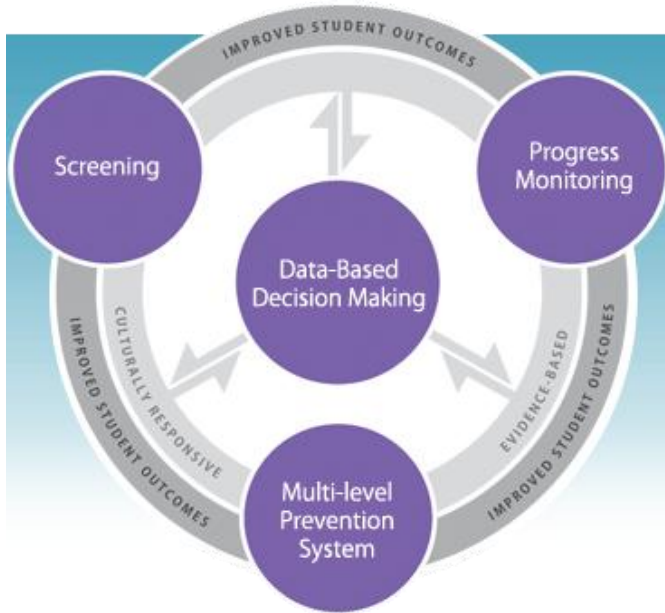 IMPROVED STUDENT OUTCOMES
Screening
Progress
Monitoring
Data-Based
Decision Making
IMPROVED STUDENT OUTCOMES
CULTURALLY RESPONSIVE
EVIDENCE-BASED
IMPROVED STUDENT OUTCOMES
Multi-level
Prevention
System